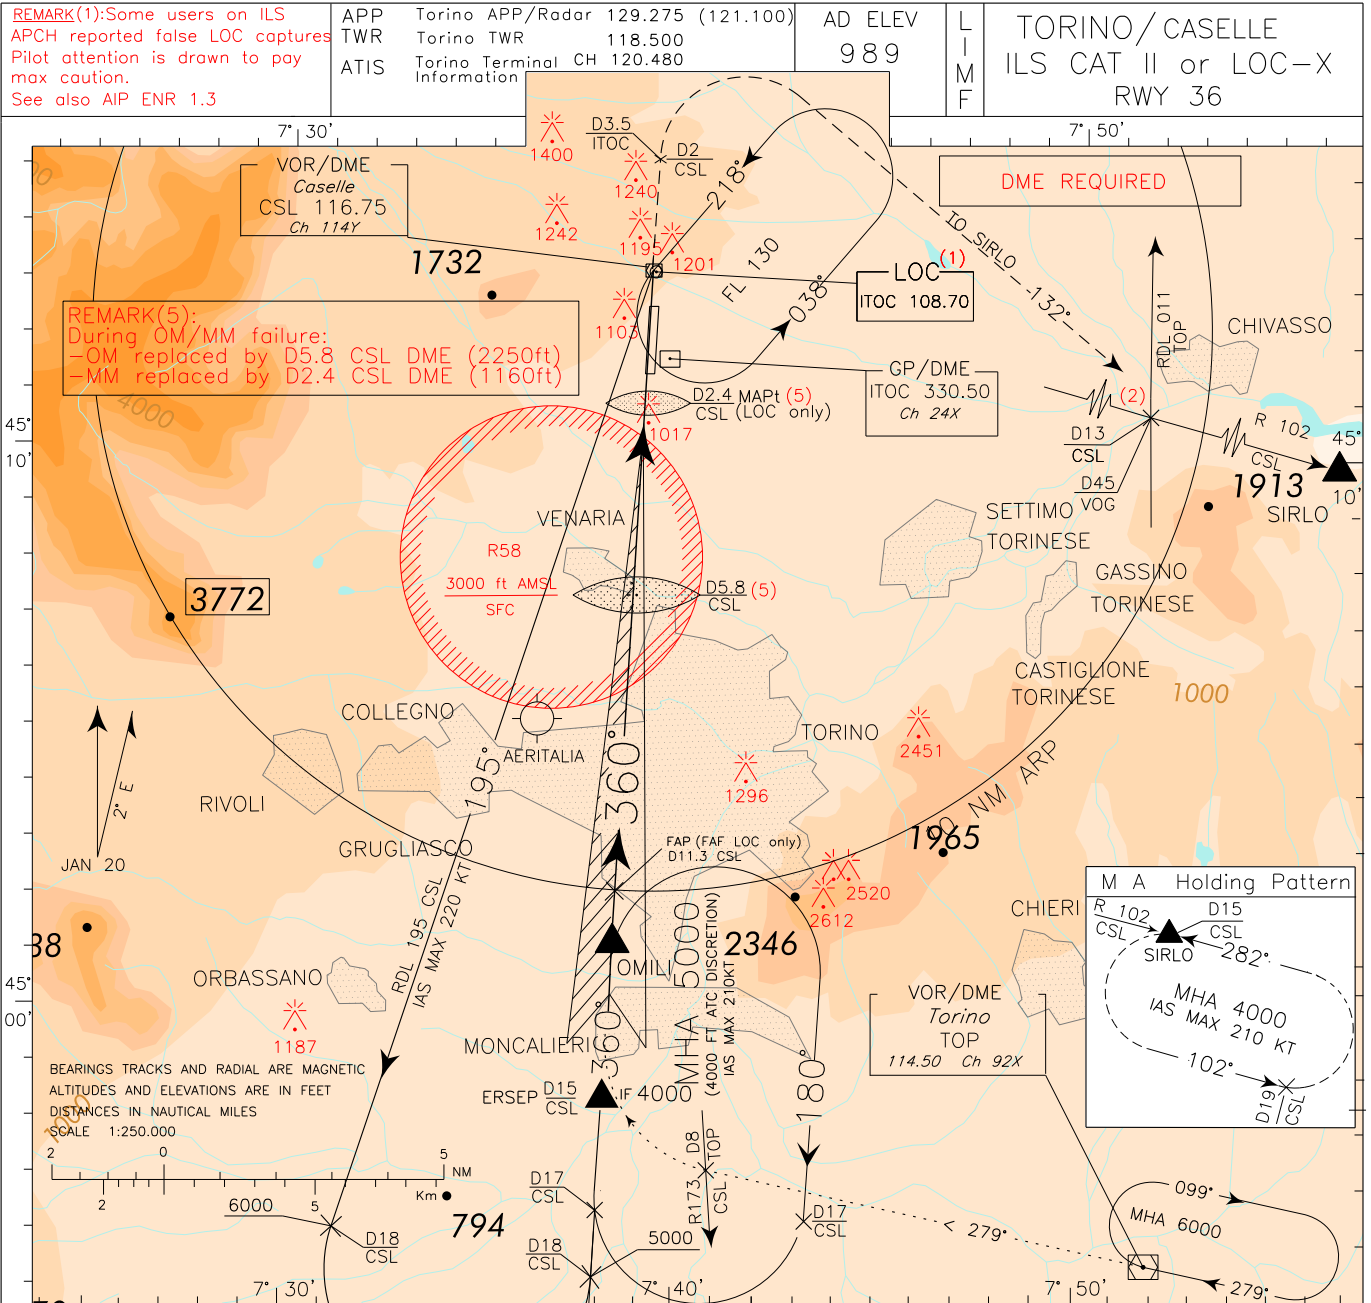 REMARK(1):Some users on ILS
APCH reported false LOC captures
Pilot attention is drawn to pay
max caution.
See also AIP ENR 1.3
APP Torino APP/Radar 129.275 (121.100)
TWR Torino TWR 118.500
ATIS Torino Terminal CH 120.480
Information
AD ELEV
989
LIMF
TORINO/CASELLE
ILS CAT II or LOC-X
RWY 36
7° 30'
7° 50'
VOR/DME
Caselle
CSL 116.75
Ch 114Y
1732
1400
1240
1242
1195
1201
1103
D3.5
ITOC
D2
CSL
218°
038°
FL 130
DME REQUIRED
TO SIRLO
132°
LOC (1)
ITOC 108.70
GP/DME
ITOC 330.50
Ch 24X
REMARK(5):
During OM/MM failure:
-OM replaced by D5.8 CSL DME (2250ft)
-MM replaced by D2.4 CSL DME (1160ft)
4000
RDL 011
TOP
CHIVASSO
(2)
D13
CSL
D45
VOG
R 102
CSL
45°
10'
1913
SIRLO
45°
10'
D2.4 MAPt (5)
CSL (LOC only)
1017
VENARIA
R58
3000 ft AMSL
SFC
D5.8 (5)
CSL
SETTIMO
TORINESE
GASSINO
TORINESE
CASTIGLIONE
TORINESE
1000
3772
COLLEGNO
AERITALIA
TORINO
2451
1296
10 NM ARP
1965
2520
2612
2346
RIVOLI
GRUGLIASCO
2° E
JAN 20
195°
RDL 195 CSL
IAS MAX 220 KT
360°
FAP (FAF LOC only)
D11.3 CSL
OMILI
MHA 5000
(4000 FT ATC DISCRETION)
IAS MAX 210KT
CHIERI
38
ORBASSANO
1187
45°
00'
MONCALIERI
360°
ERSEP D15
CSL
IF 4000
180°
VOR/DME
Torino
TOP
114.50 Ch 92X
M A Holding Pattern
R 102
CSL
D15
CSL
SIRLO
282°
MHA 4000
IAS MAX 210 KT
102°
D19
CSL
BEARINGS TRACKS AND RADIAL ARE MAGNETIC
ALTITUDES AND ELEVATIONS ARE IN FEET
DISTANCES IN NAUTICAL MILES
SCALE 1:250.000
1000
2 0 5 NM
2 5 Km
794
6000
D18
CSL
D17
CSL
D18
CSL
5000
R173 D8
CSL TOP
D17
CSL
< 279°
099°
MHA 6000
279°
7° 30'
7° 40'
7° 50'